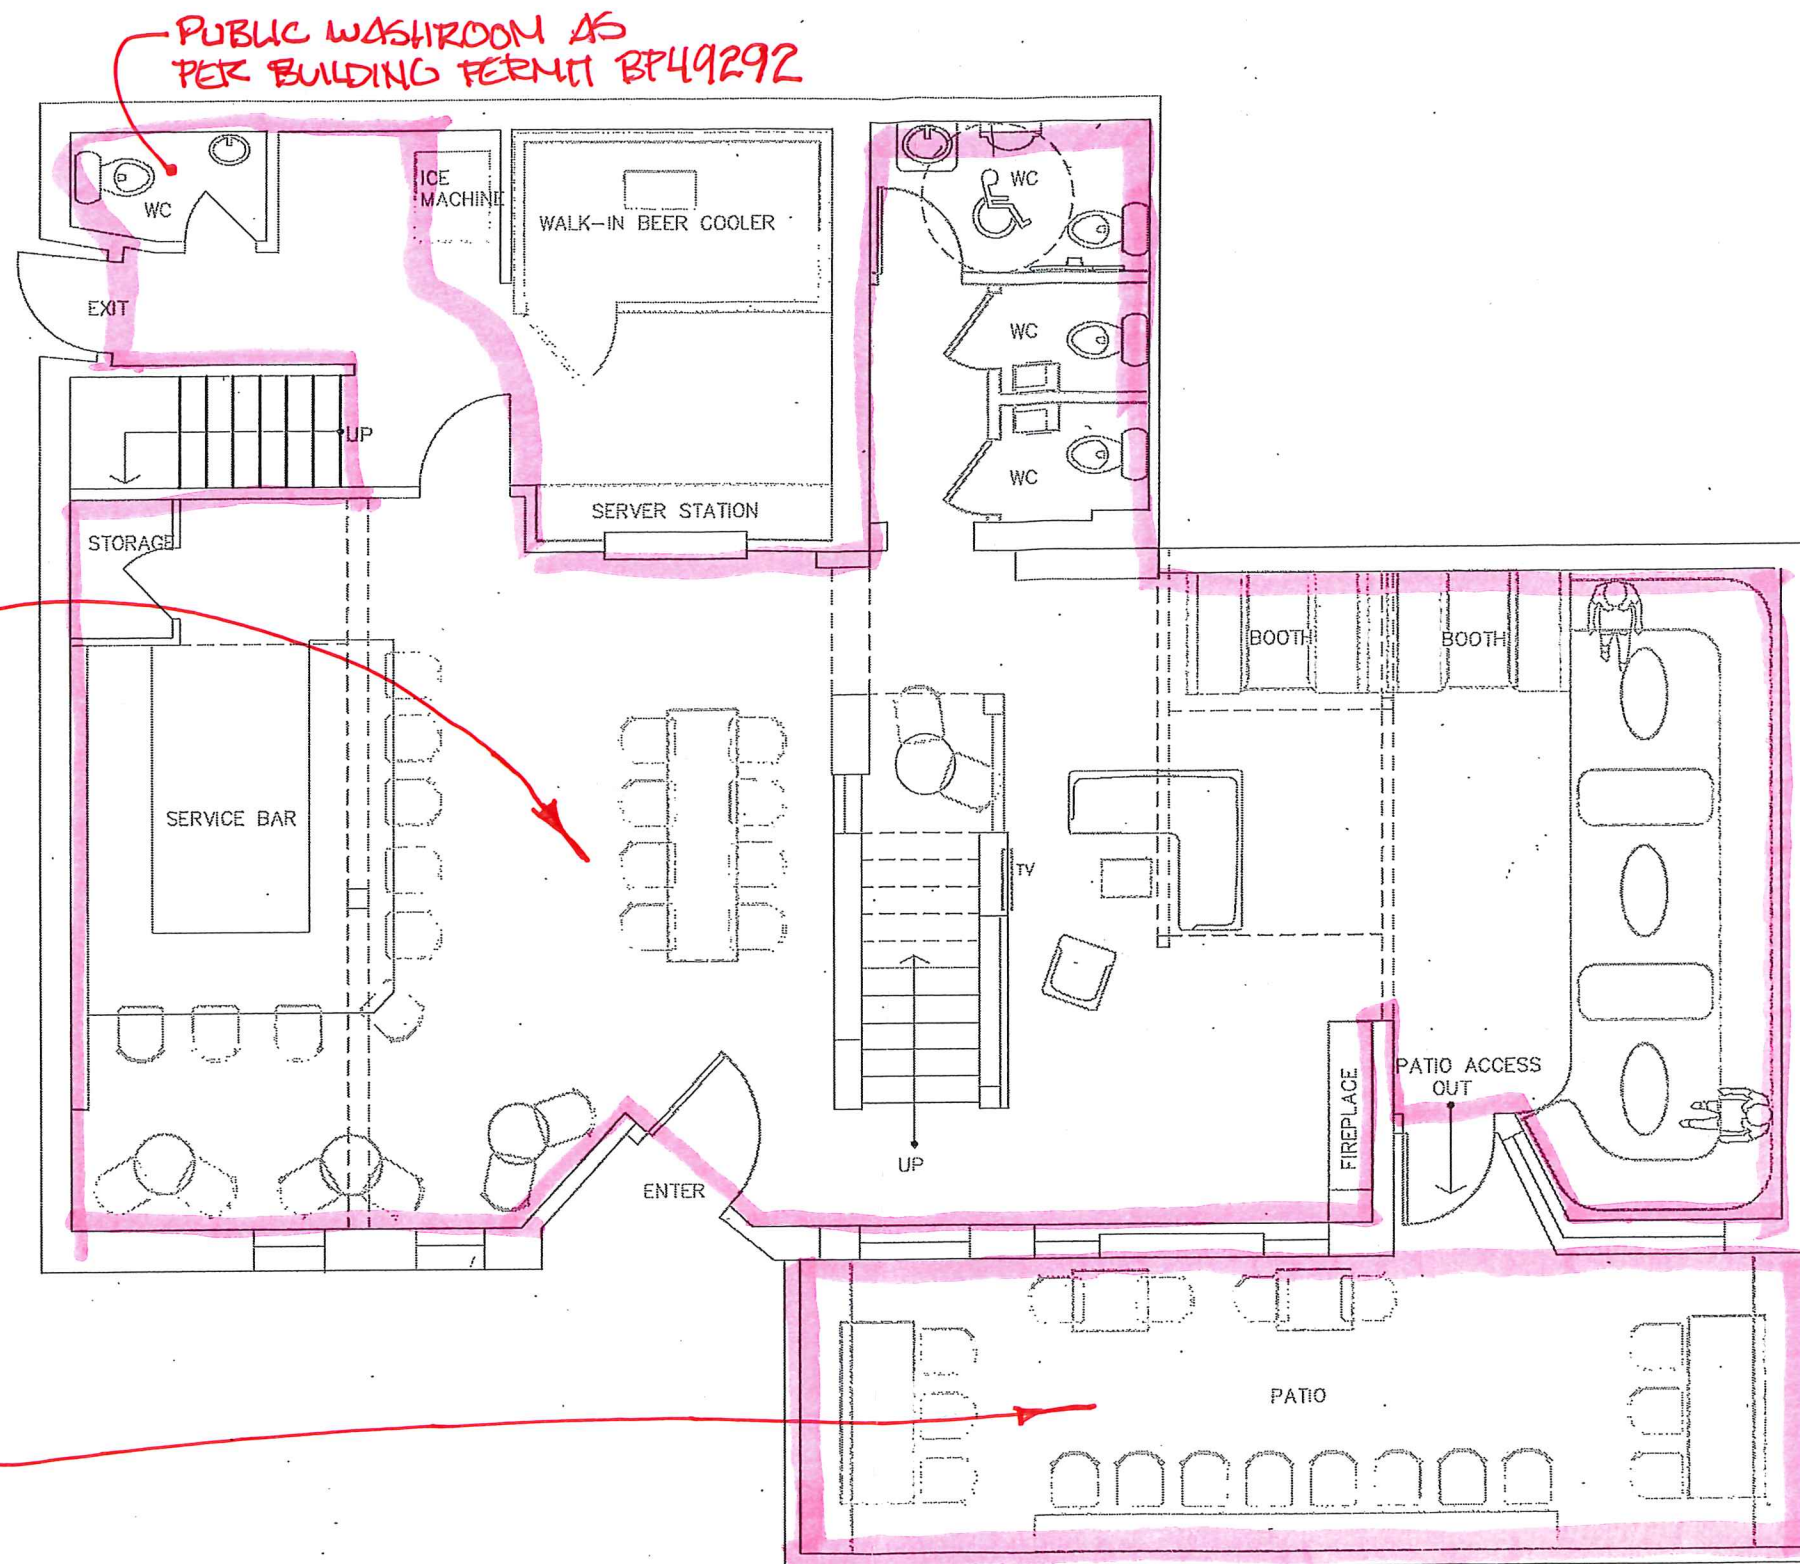 PUBLIC WASHROOM AS
PER BUILDING PERMIT BP49292
WC
ICE
MACHINE
WALK-IN BEER COOLER
WC
EXIT
WC
UP
WC
SERVER STATION
STORAGE
BOOTH
BOOTH
SERVICE BAR
TV
PATIO ACCESS
OUT
FIREPLACE
UP
ENTER
PATIO